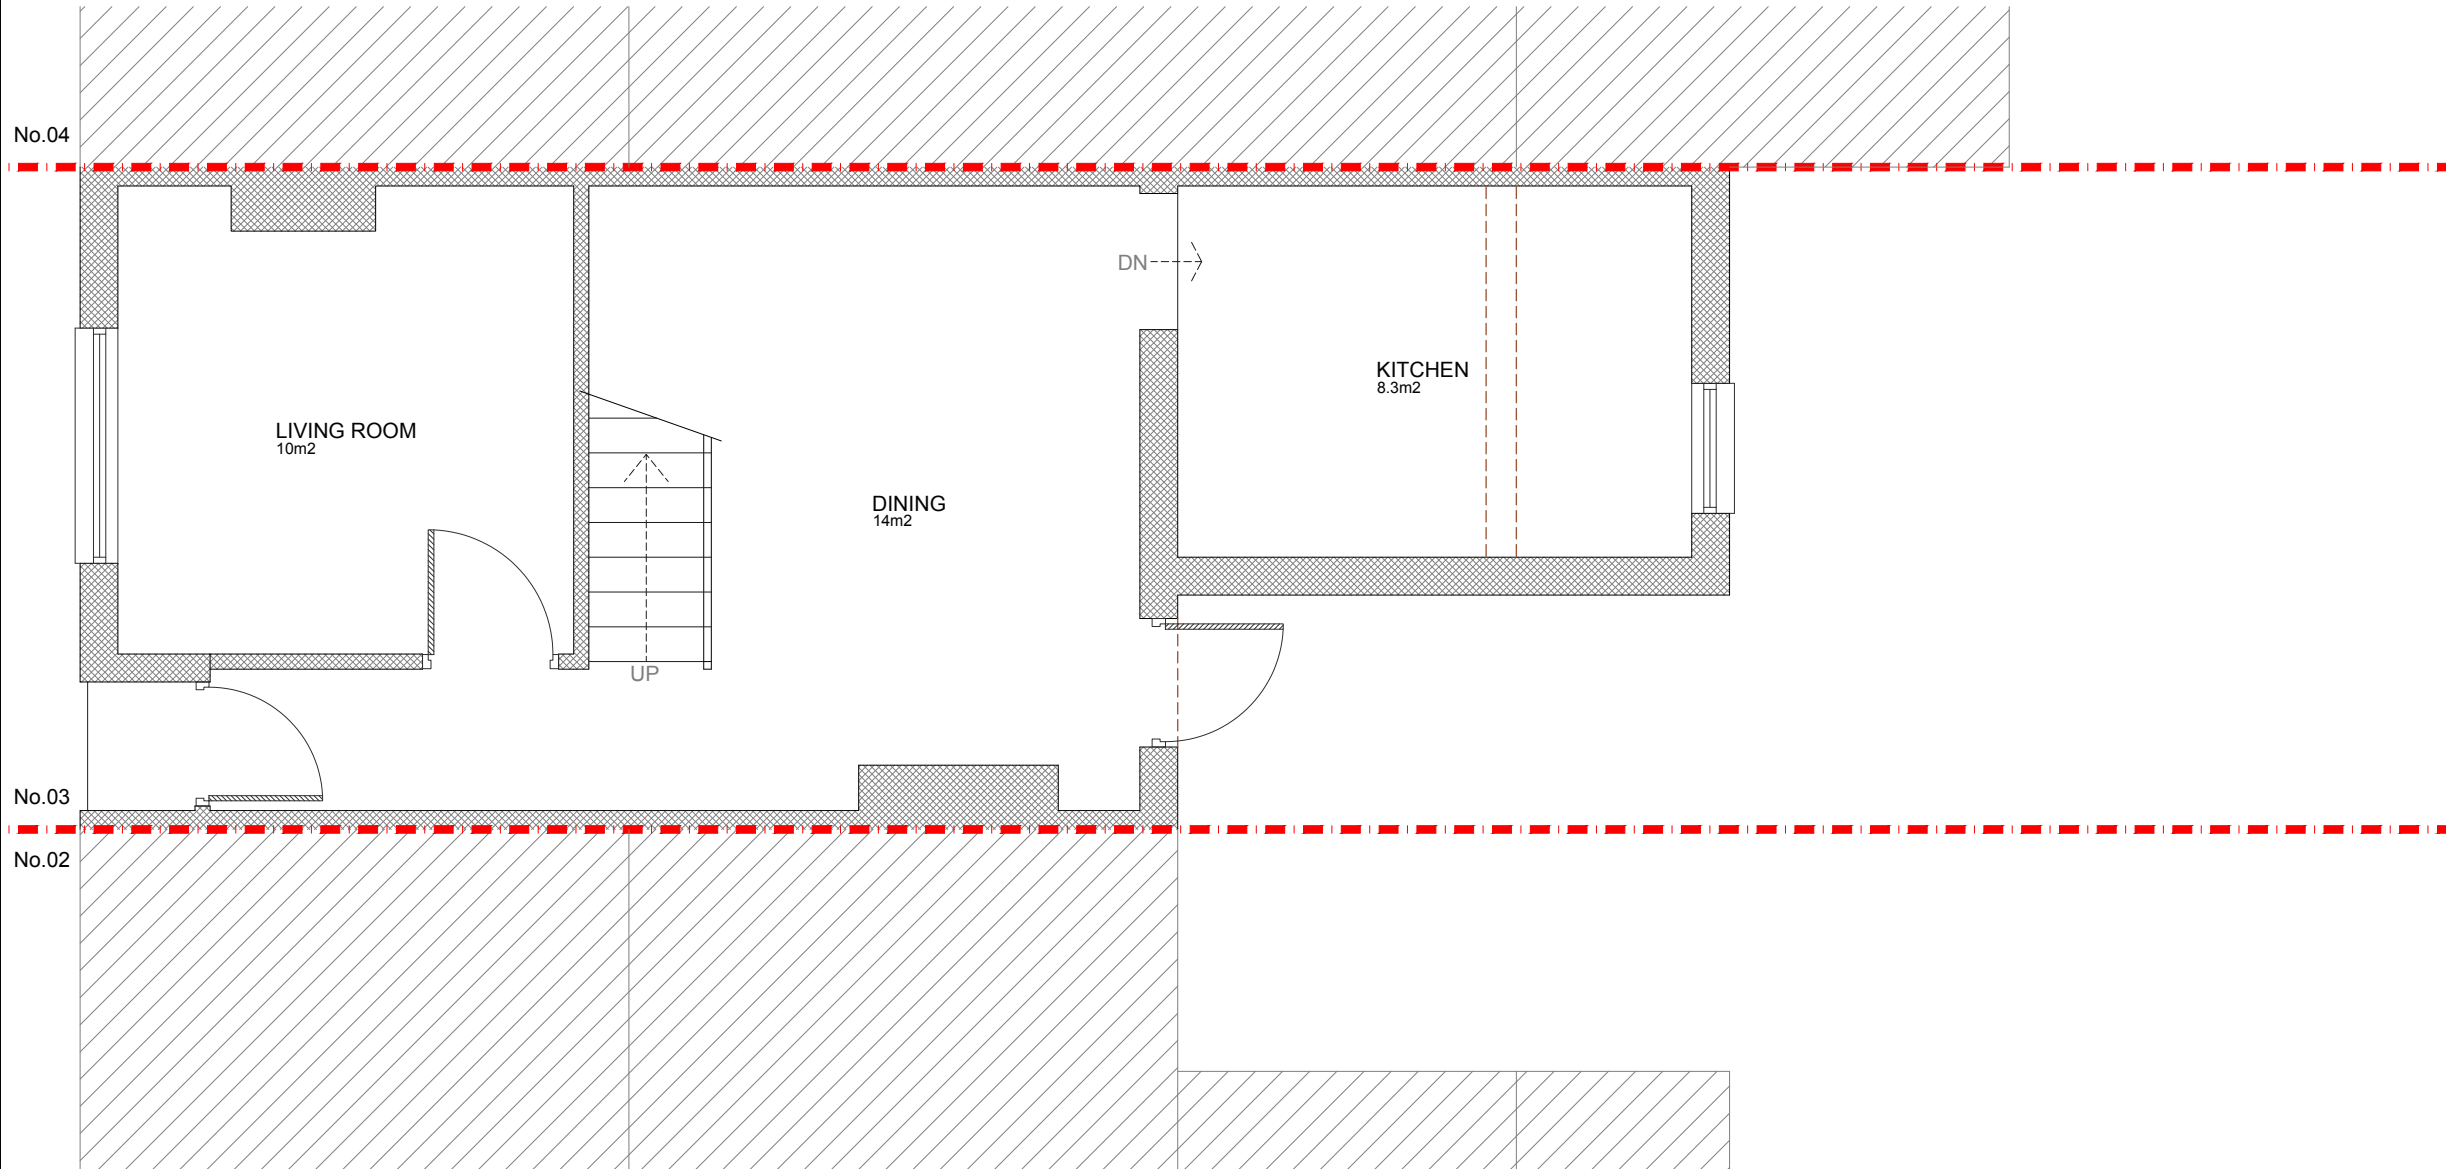 No.04
DN
KITCHEN
8.3m2
LIVING ROOM
10m2
DINING
14m2
UP
No.03
No.02